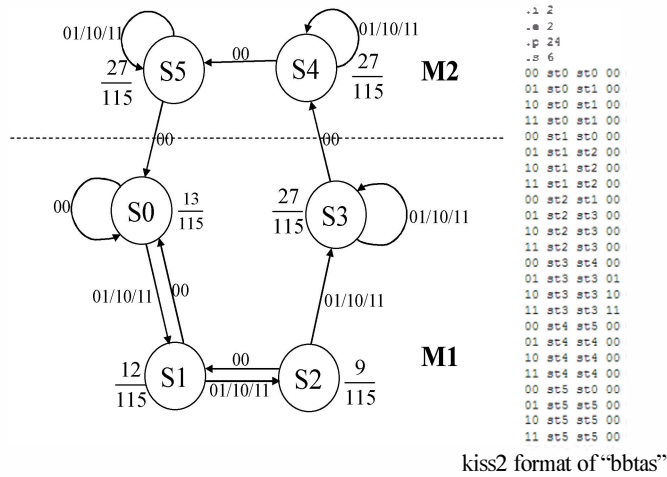 01/10/11
01/10/11
S5
00
S4
27
115
27
115
M2
00
00
00
S0
13
115
27
115
S3
01/10/11
01/10/11
00
01/10/11
12
115
S1
00
01/10/11
S2
9
115
M1
.i 2
.o 2
.p 24
.s 6
00 st0 st0 00
01 st0 st1 00
10 st0 st1 00
11 st0 st1 00
00 st1 st0 00
01 st1 st2 00
10 st1 st2 00
11 st1 st2 00
00 st2 st1 00
01 st2 st3 00
10 st2 st3 00
11 st2 st3 00
00 st3 st4 00
01 st3 st3 01
10 st3 st3 10
11 st3 st3 11
00 st4 st5 00
01 st4 st4 00
10 st4 st4 00
11 st4 st4 00
00 st5 st0 00
01 st5 st5 00
10 st5 st5 00
11 st5 st5 00
kiss2 format of “bbtas”